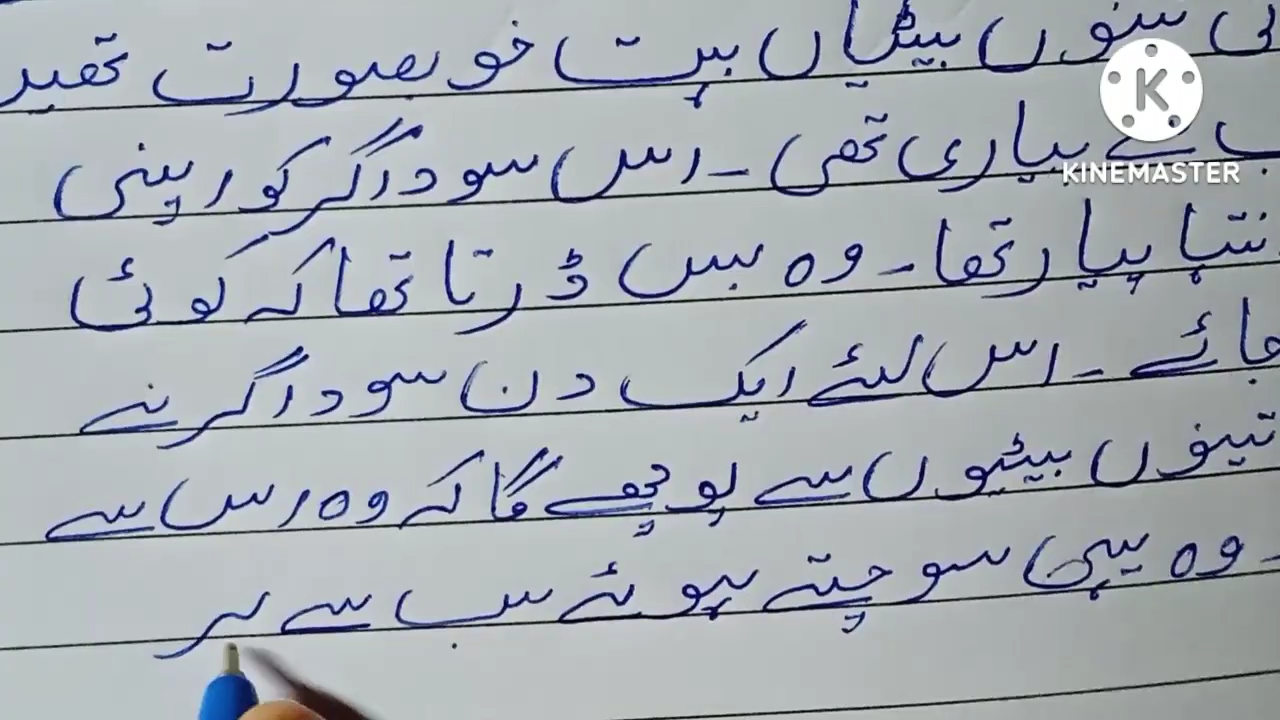 تینوں بیٹیاں بہت خوبصورت تھیں
سے پیاری تھی ۔ اس سوداگر کو اپنی
پیار تھا ۔ وہ بس ڈرتا تھا کہ کوئی
جائے ۔ اس لئے ایک دن سوداگر نے
تینوں بیٹیوں سے پوچھے گا کہ وہ اس سے
۔ وہ یہی سوچتے ہوئے سب سے
K
KINEMASTER